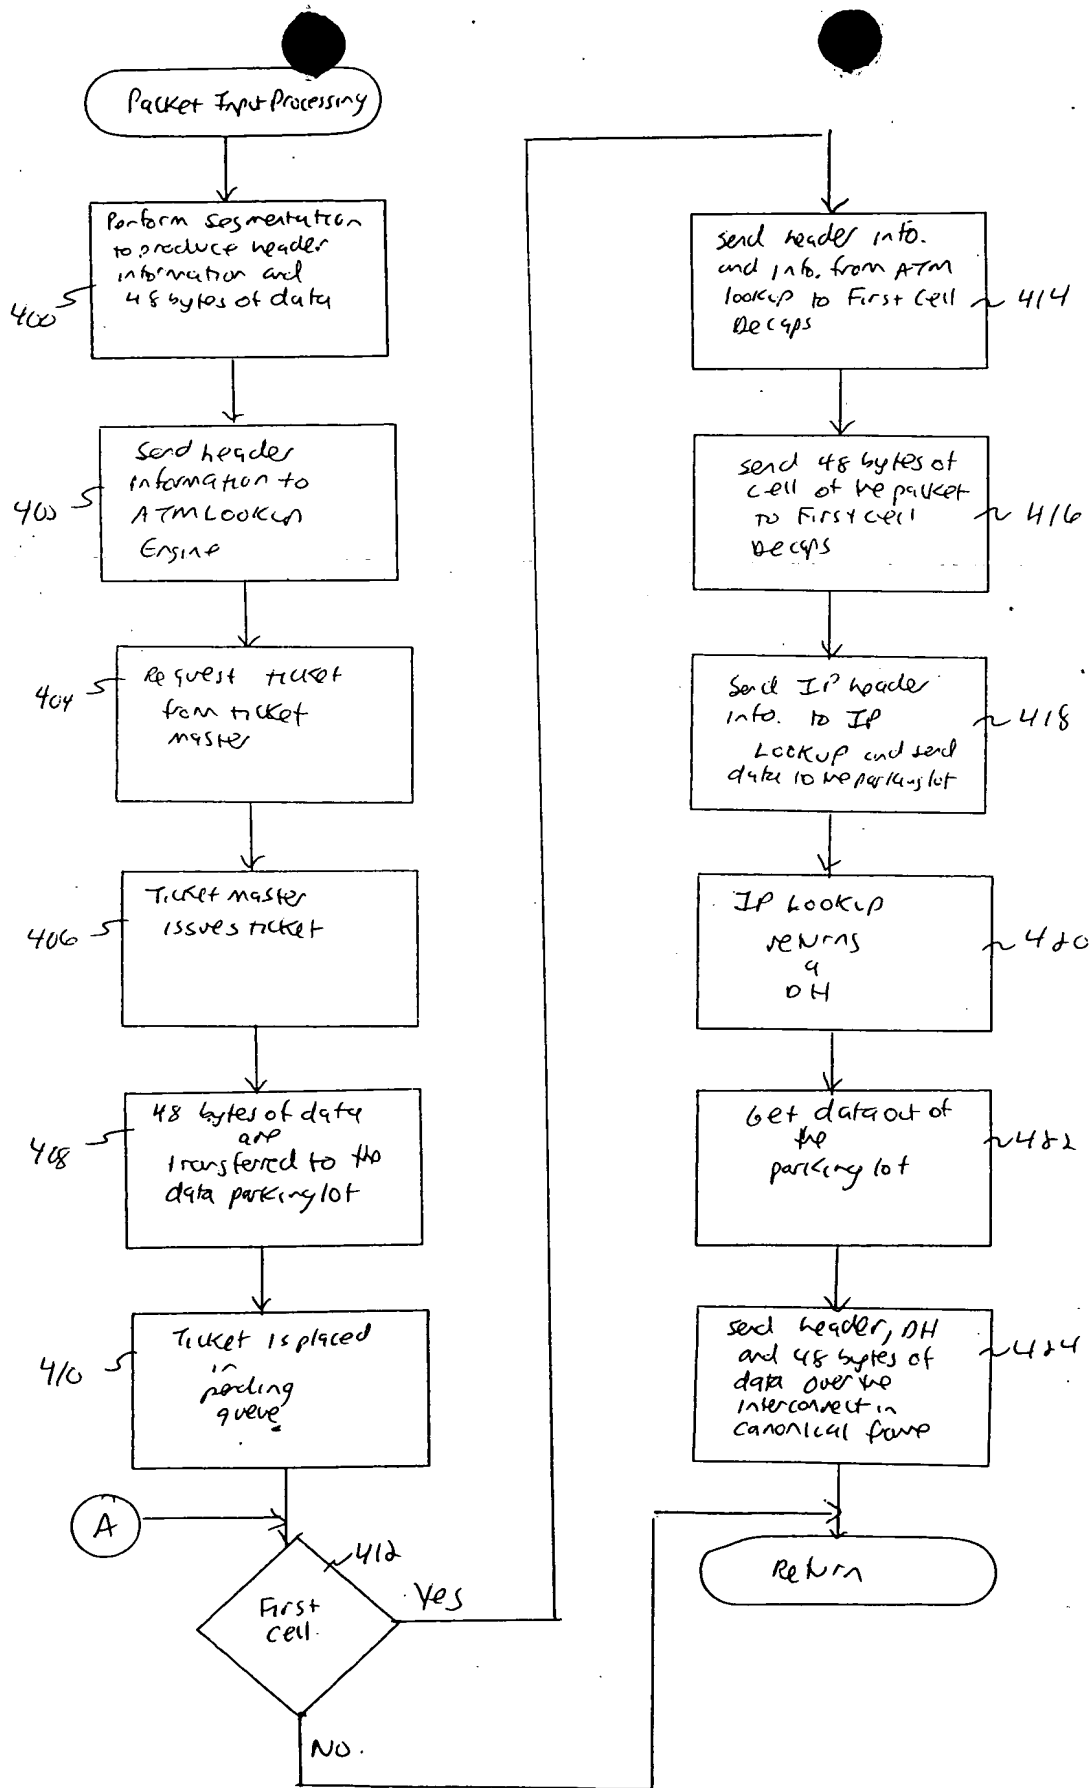 Packet Input Processing
Perform segmentation
to produce header
information and
48 bytes of data
400
Send header
information to
ATM Lookup
Engine
Request ticket
from ticket
master
404
Ticket master
issues ticket
406
48 bytes of data
are
transferred to the
data parking lot
408
Ticket is placed
in
pending
queue
410
A
412
First
cell.
Yes
No.
Send header info.
and info. from ATM
lookup to First Cell
Decaps
414
Send 48 bytes of
cell of the packet
to First cell
Decaps
416
Send IP header
info. to IP
Lookup and send
data to the parking lot
418
IP Lookup
returns
a
DH
420
Get data out of
the
parking lot
422
Send header, DH
and 48 bytes of
data over the
interconnect in
canonical frame
424
Return